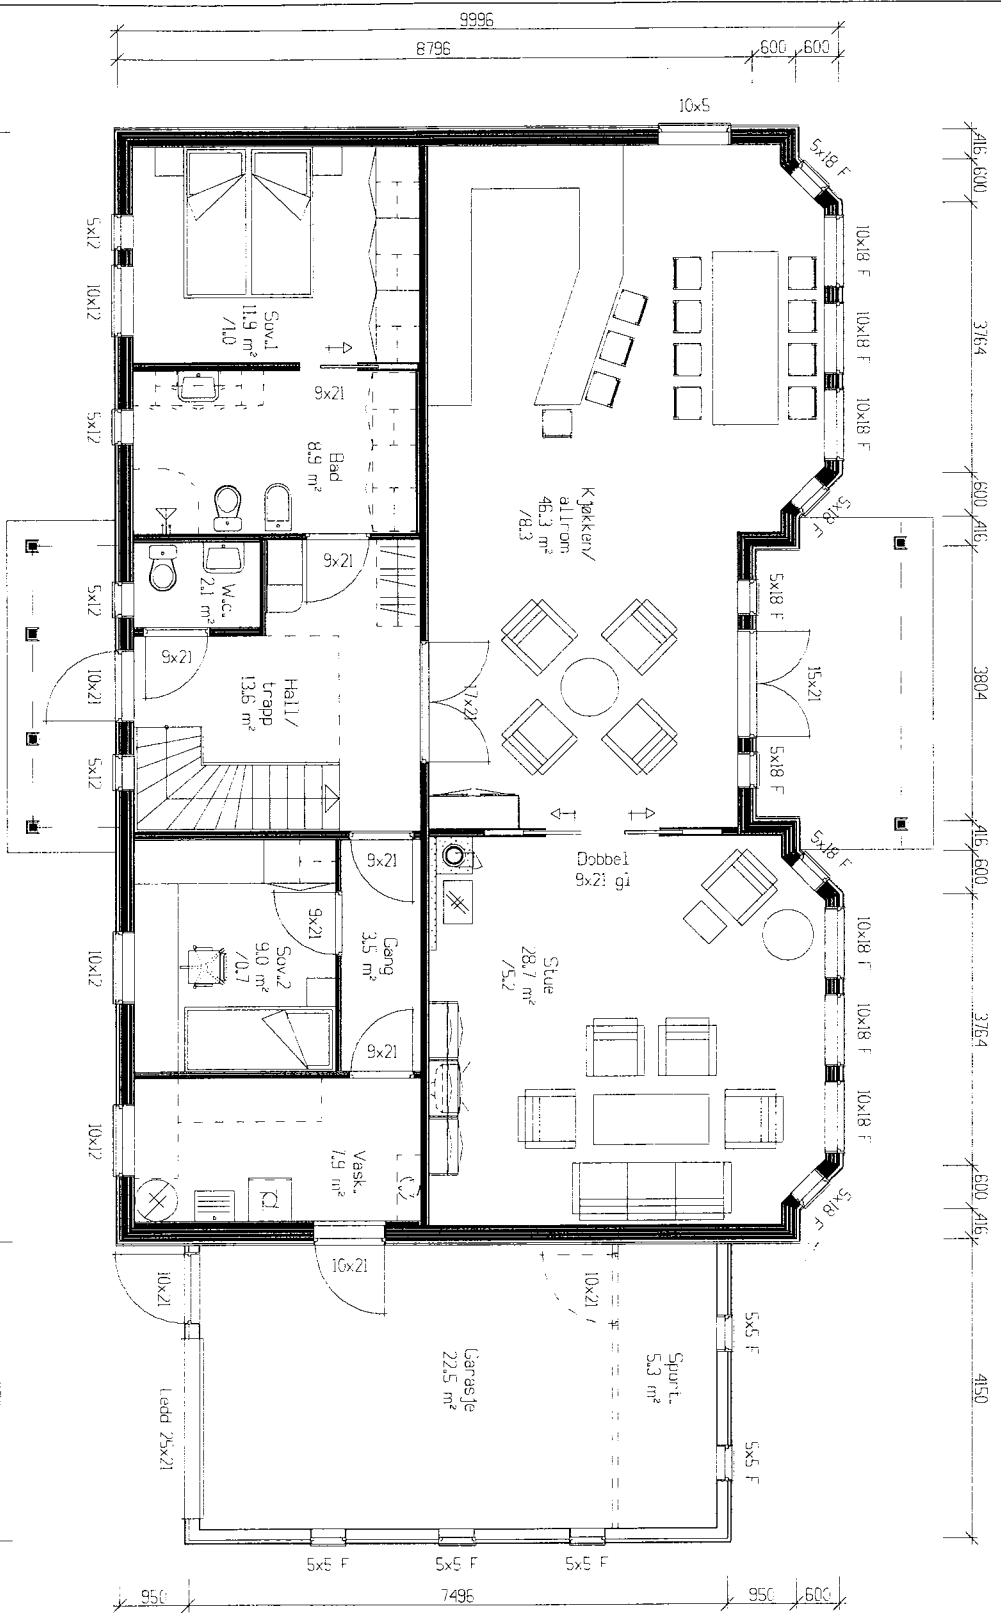 9996
8796
600
600
10x5
5x18 F
416
600
10x18 F
10x18 F
10x18 F
3764
5x18 F
600
416
5x12
10x12
Sov.1
11.9 m²
/1.0
9x21
5x12
Bad
8.9 m²
Kjøkken/
allrom
46.3 m²
/8.3
9x21
W.c.
2.1 m²
5x12
9x21
10x21
Hall/
trapp
13.6 m²
17x21
5x12
5x18 F
15x21
5x18 F
3804
416
600
5x18 F
Dobbel
9x21 gl
9x21
9x21
Gang
3.5 m²
Sov.2
9.0 m²
/0.7
10x12
9x21
Stue
28.7 m²
/5.2
10x18 F
10x18 F
10x18 F
3764
5x18 F
600
416
10x12
Vask.
7.9 m²
10x21
10x21
10x21
Sport.
5.3 m²
5x5 F
5x5 F
4150
Garasje
22.5 m²
Ledd 25x21
5x5 F
5x5 F
5x5 F
950
7496
950
600